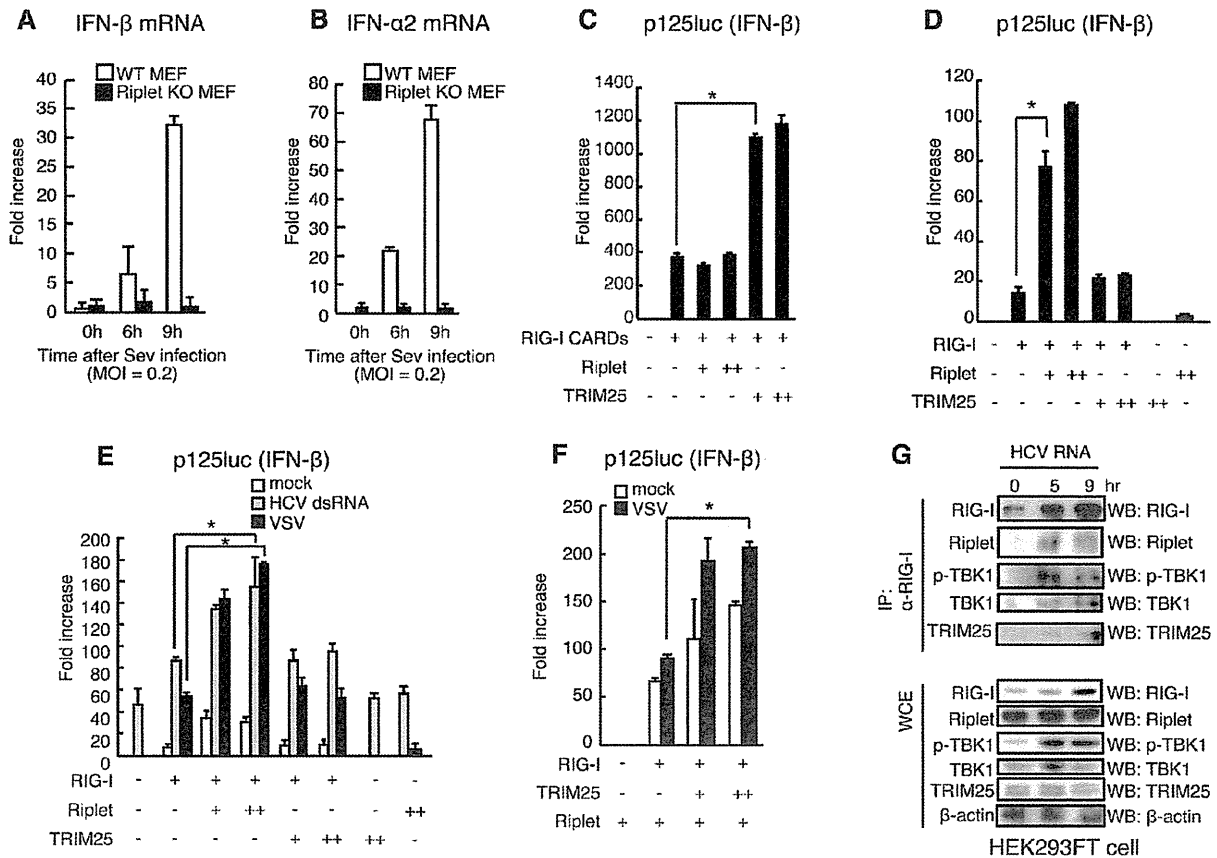 A IFN-β mRNA
WT MEF
Riplet KO MEF
Fold increase
40
35
30
25
20
15
10
5
0
0h 6h 9h
Time after Sev infection
(MOI = 0.2)
B IFN-α2 mRNA
WT MEF
Riplet KO MEF
Fold increase
80
70
60
50
40
30
20
10
0
0h 6h 9h
Time after Sev infection
(MOI = 0.2)
C p125luc (IFN-β)
Fold increase
1400
1200
1000
800
600
400
200
0
*
RIG-I CARDs - + + + + +
Riplet - - + ++ - -
TRIM25 - - - - + ++
D p125luc (IFN-β)
Fold increase
120
100
80
60
40
20
0
*
RIG-I - + + + + + - -
Riplet - - + ++ - - - ++
TRIM25 - - - - + ++ ++ -
E p125luc (IFN-β)
mock
HCV dsRNA
VSV
Fold increase
200
180
160
140
120
100
80
60
40
20
0
*
*
RIG-I - + + + + + - -
Riplet - - + ++ - - - ++
TRIM25 - - - - + ++ ++ -
F p125luc (IFN-β)
mock
VSV
Fold increase
250
200
150
100
50
0
*
RIG-I - + + +
TRIM25 - - + ++
Riplet + + + +
G HCV RNA
0 5 9 hr
IP:
α-RIG-I
RIG-I WB: RIG-I
Riplet WB: Riplet
p-TBK1 WB: p-TBK1
TBK1 WB: TBK1
TRIM25 WB: TRIM25
WCE
RIG-I WB: RIG-I
Riplet WB: Riplet
p-TBK1 WB: p-TBK1
TBK1 WB: TBK1
TRIM25 WB: TRIM25
β-actin WB: β-actin
HEK293FT cell